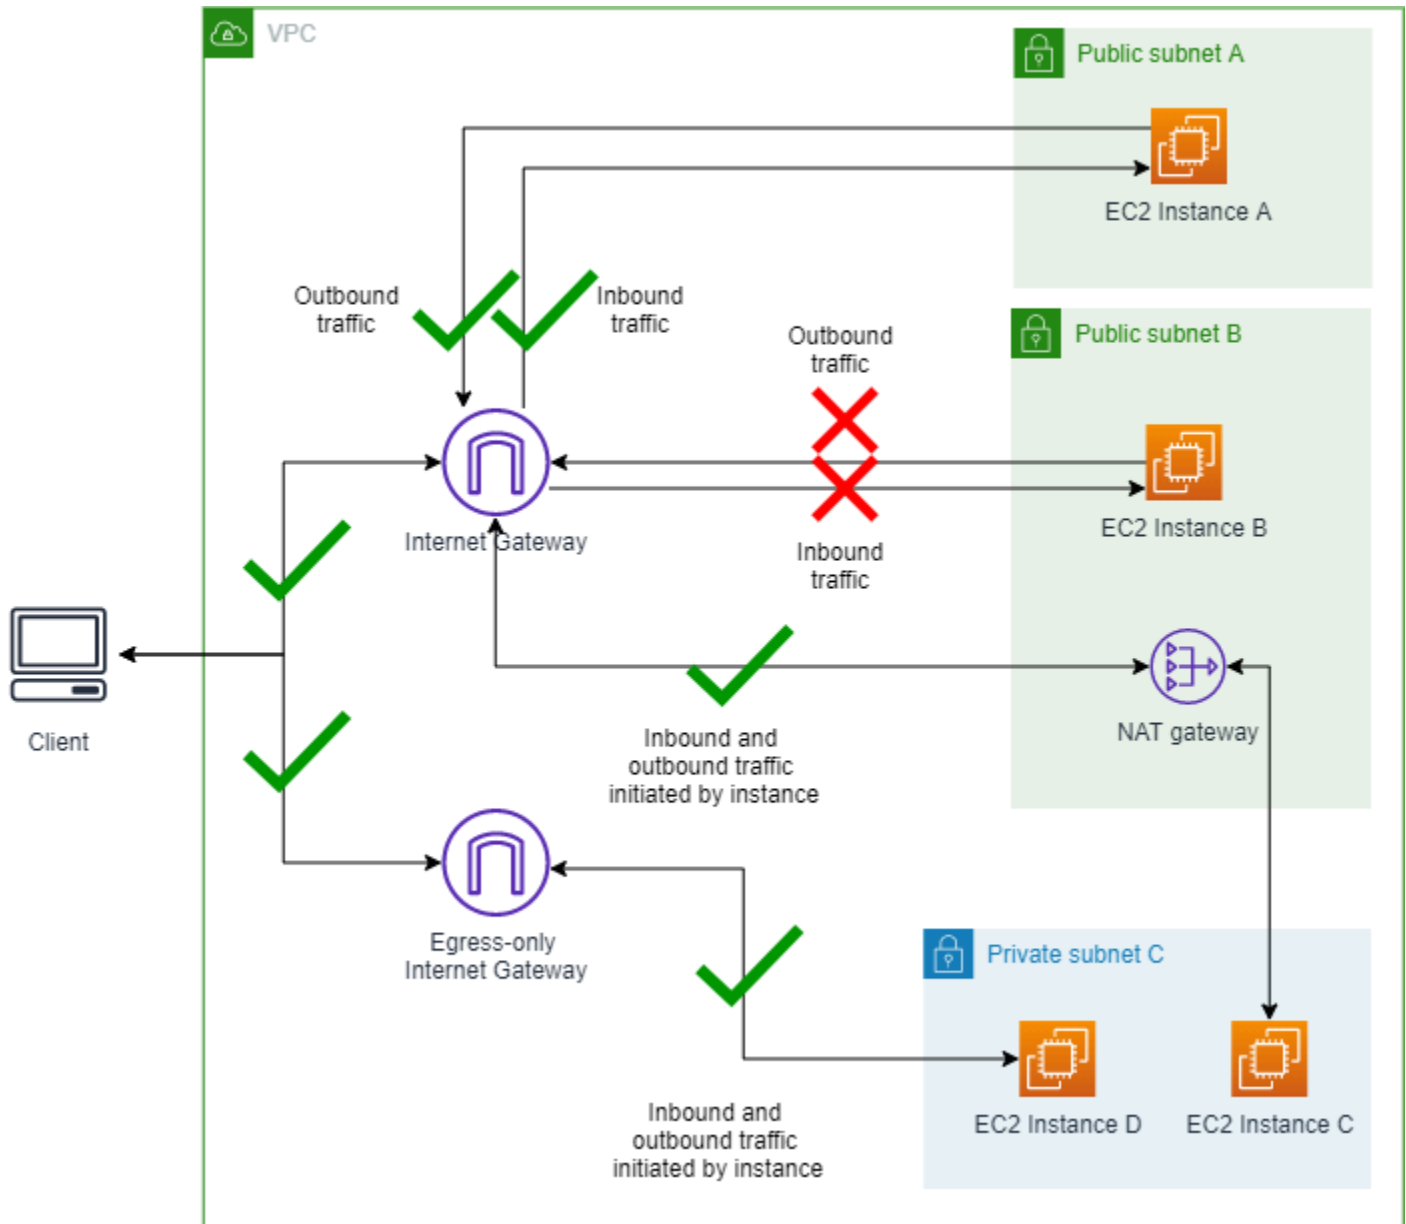 VPC
Public subnet A
EC2 Instance A
Outbound
traffic
Inbound
traffic
Public subnet B
Outbound
traffic
EC2 Instance B
Internet Gateway
Inbound
traffic
Client
NAT gateway
Inbound and
outbound traffic
initiated by instance
Egress-only
Internet Gateway
Private subnet C
EC2 Instance D
EC2 Instance C
Inbound and
outbound traffic
initiated by instance